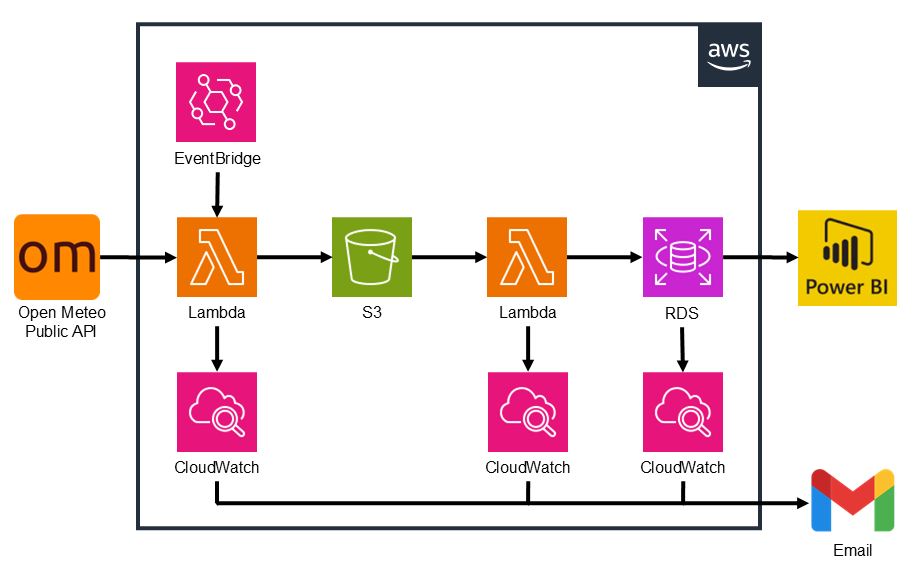 aws
EventBridge
om
Open Meteo
Public API
Lambda
S3
Lambda
RDS
Power BI
CloudWatch
CloudWatch
CloudWatch
Email